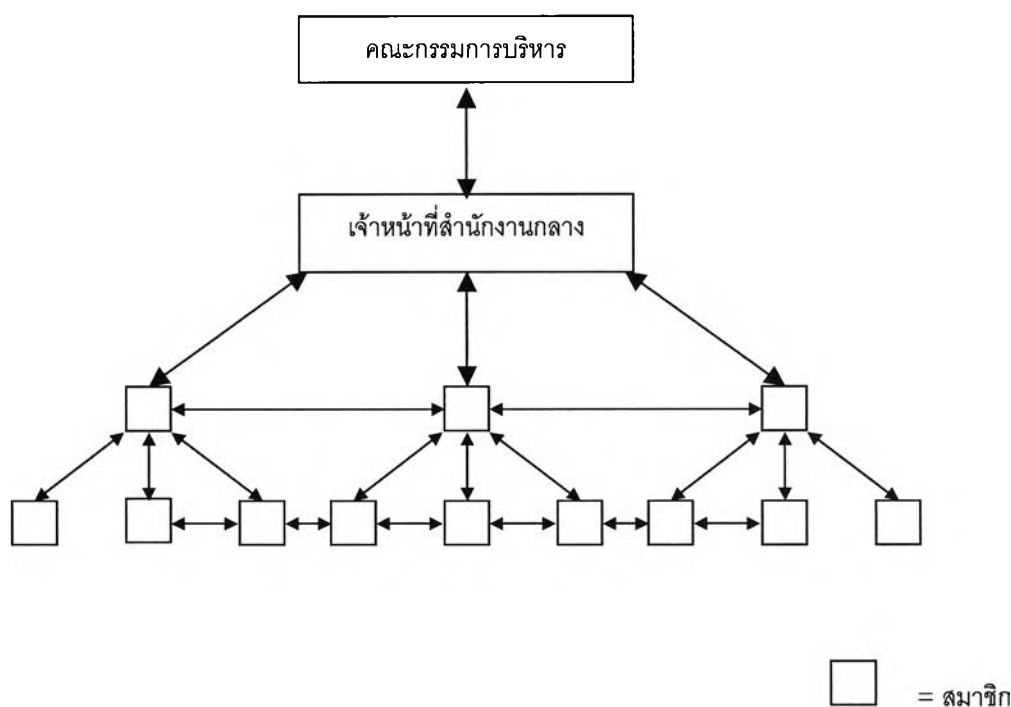 คณะกรรมการบริหาร
เจ้าหน้าที่สำนักงานกลาง
= สมาชิก